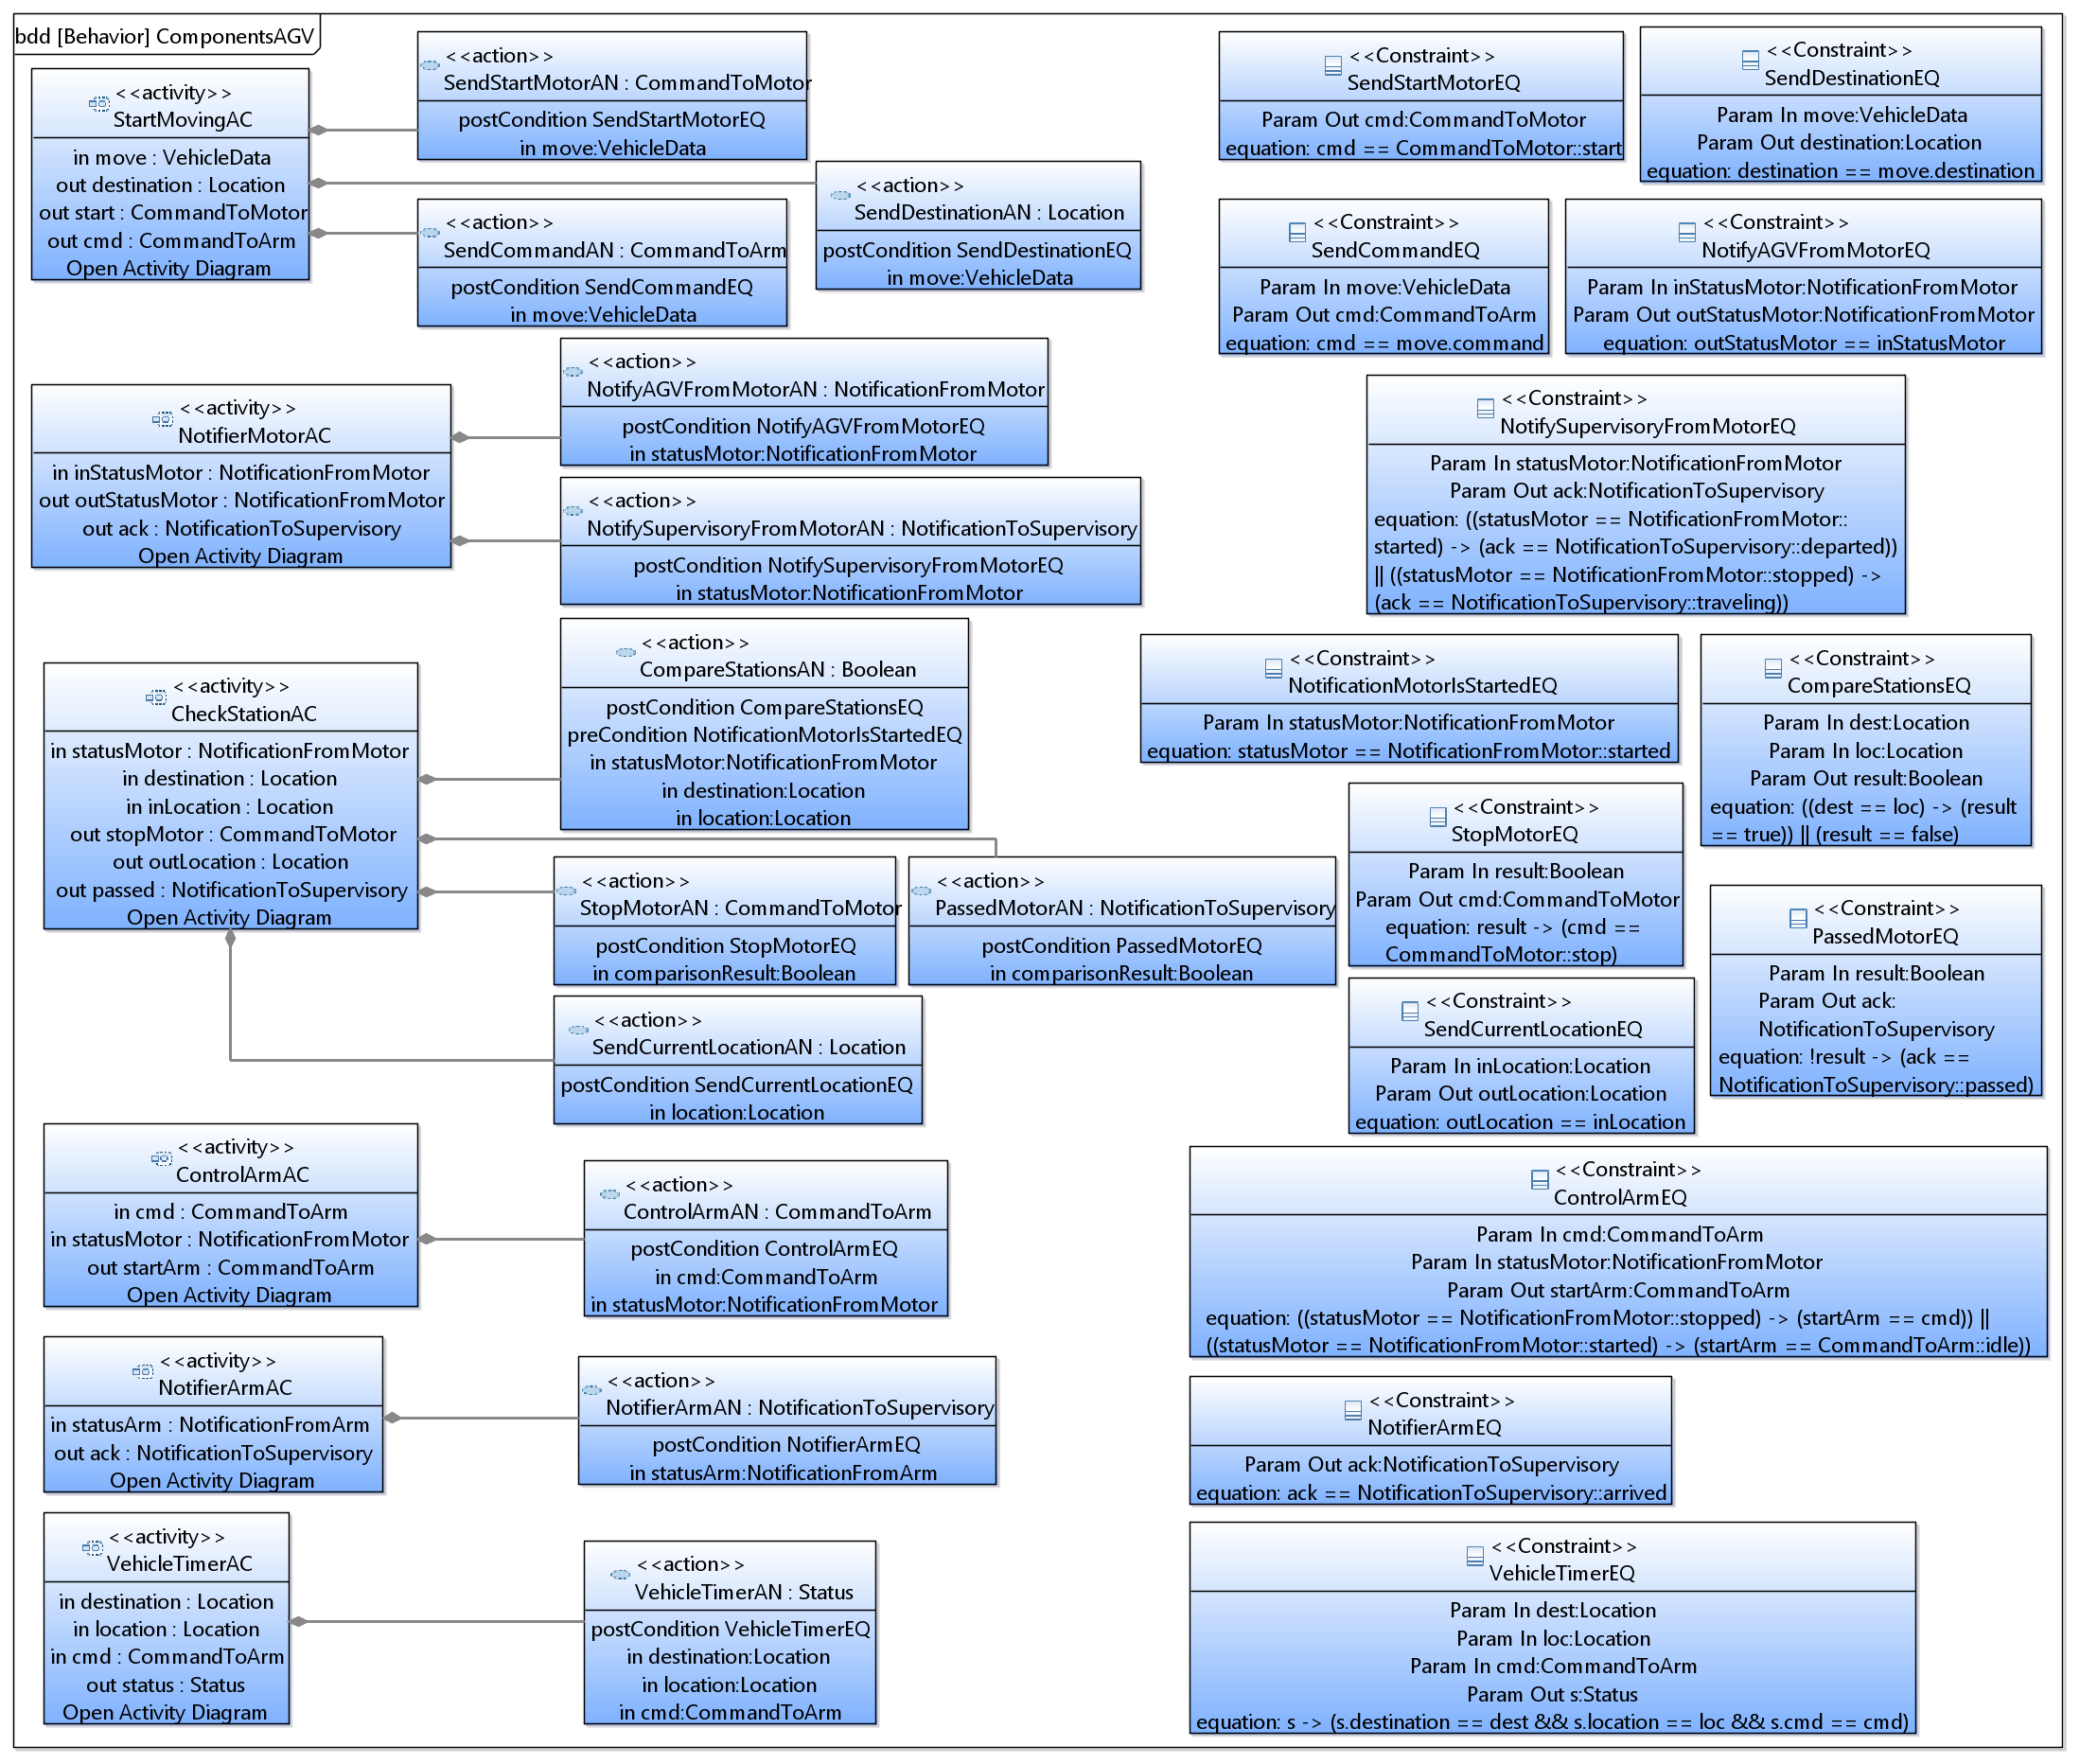 bdd [Behavior] ComponentsAGV
<<activity>>
StartMovingAC
in move : VehicleData
out destination : Location
out start : CommandToMotor
out cmd : CommandToArm
Open Activity Diagram
<<action>>
SendStartMotorAN : CommandToMotor
postCondition SendStartMotorEQ
in move:VehicleData
<<action>>
SendDestinationAN : Location
postCondition SendDestinationEQ
in move:VehicleData
<<action>>
SendCommandAN : CommandToArm
postCondition SendCommandEQ
in move:VehicleData
<<Constraint>>
SendStartMotorEQ
Param Out cmd:CommandToMotor
equation: cmd == CommandToMotor::start
<<Constraint>>
SendDestinationEQ
Param In move:VehicleData
Param Out destination:Location
equation: destination == move.destination
<<Constraint>>
SendCommandEQ
Param In move:VehicleData
Param Out cmd:CommandToArm
equation: cmd == move.command
<<Constraint>>
NotifyAGVFromMotorEQ
Param In inStatusMotor:NotificationFromMotor
Param Out outStatusMotor:NotificationFromMotor
equation: outStatusMotor == inStatusMotor
<<activity>>
NotifierMotorAC
in inStatusMotor : NotificationFromMotor
out outStatusMotor : NotificationFromMotor
out ack : NotificationToSupervisory
Open Activity Diagram
<<action>>
NotifyAGVFromMotorAN : NotificationFromMotor
postCondition NotifyAGVFromMotorEQ
in statusMotor:NotificationFromMotor
<<action>>
NotifySupervisoryFromMotorAN : NotificationToSupervisory
postCondition NotifySupervisoryFromMotorEQ
in statusMotor:NotificationFromMotor
<<Constraint>>
NotifySupervisoryFromMotorEQ
Param In statusMotor:NotificationFromMotor
Param Out ack:NotificationToSupervisory
equation: ((statusMotor == NotificationFromMotor::
started) -> (ack == NotificationToSupervisory::departed))
|| ((statusMotor == NotificationFromMotor::stopped) ->
(ack == NotificationToSupervisory::traveling))
<<activity>>
CheckStationAC
in statusMotor : NotificationFromMotor
in destination : Location
in inLocation : Location
out stopMotor : CommandToMotor
out outLocation : Location
out passed : NotificationToSupervisory
Open Activity Diagram
<<action>>
CompareStationsAN : Boolean
postCondition CompareStationsEQ
preCondition NotificationMotorIsStartedEQ
in statusMotor:NotificationFromMotor
in destination:Location
in location:Location
<<action>>
StopMotorAN : CommandToMotor
postCondition StopMotorEQ
in comparisonResult:Boolean
<<action>>
PassedMotorAN : NotificationToSupervisory
postCondition PassedMotorEQ
in comparisonResult:Boolean
<<action>>
SendCurrentLocationAN : Location
postCondition SendCurrentLocationEQ
in location:Location
<<Constraint>>
NotificationMotorIsStartedEQ
Param In statusMotor:NotificationFromMotor
equation: statusMotor == NotificationFromMotor::started
<<Constraint>>
CompareStationsEQ
Param In dest:Location
Param In loc:Location
Param Out result:Boolean
equation: ((dest == loc) -> (result
== true)) || (result == false)
<<Constraint>>
StopMotorEQ
Param In result:Boolean
Param Out cmd:CommandToMotor
equation: result -> (cmd ==
CommandToMotor::stop)
<<Constraint>>
PassedMotorEQ
Param In result:Boolean
Param Out ack:
NotificationToSupervisory
equation: !result -> (ack ==
NotificationToSupervisory::passed)
<<Constraint>>
SendCurrentLocationEQ
Param In inLocation:Location
Param Out outLocation:Location
equation: outLocation == inLocation
<<activity>>
ControlArmAC
in cmd : CommandToArm
in statusMotor : NotificationFromMotor
out startArm : CommandToArm
Open Activity Diagram
<<action>>
ControlArmAN : CommandToArm
postCondition ControlArmEQ
in cmd:CommandToArm
in statusMotor:NotificationFromMotor
<<Constraint>>
ControlArmEQ
Param In cmd:CommandToArm
Param In statusMotor:NotificationFromMotor
Param Out startArm:CommandToArm
equation: ((statusMotor == NotificationFromMotor::stopped) -> (startArm == cmd)) ||
((statusMotor == NotificationFromMotor::started) -> (startArm == CommandToArm::idle))
<<activity>>
NotifierArmAC
in statusArm : NotificationFromArm
out ack : NotificationToSupervisory
Open Activity Diagram
<<action>>
NotifierArmAN : NotificationToSupervisory
postCondition NotifierArmEQ
in statusArm:NotificationFromArm
<<Constraint>>
NotifierArmEQ
Param Out ack:NotificationToSupervisory
equation: ack == NotificationToSupervisory::arrived
<<activity>>
VehicleTimerAC
in destination : Location
in location : Location
in cmd : CommandToArm
out status : Status
Open Activity Diagram
<<action>>
VehicleTimerAN : Status
postCondition VehicleTimerEQ
in destination:Location
in location:Location
in cmd:CommandToArm
<<Constraint>>
VehicleTimerEQ
Param In dest:Location
Param In loc:Location
Param In cmd:CommandToArm
Param Out s:Status
equation: s -> (s.destination == dest && s.location == loc && s.cmd == cmd)